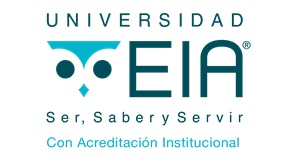 UNIVERSIDAD
EIA®
Ser, Saber y Servir
Con Acreditación Institucional